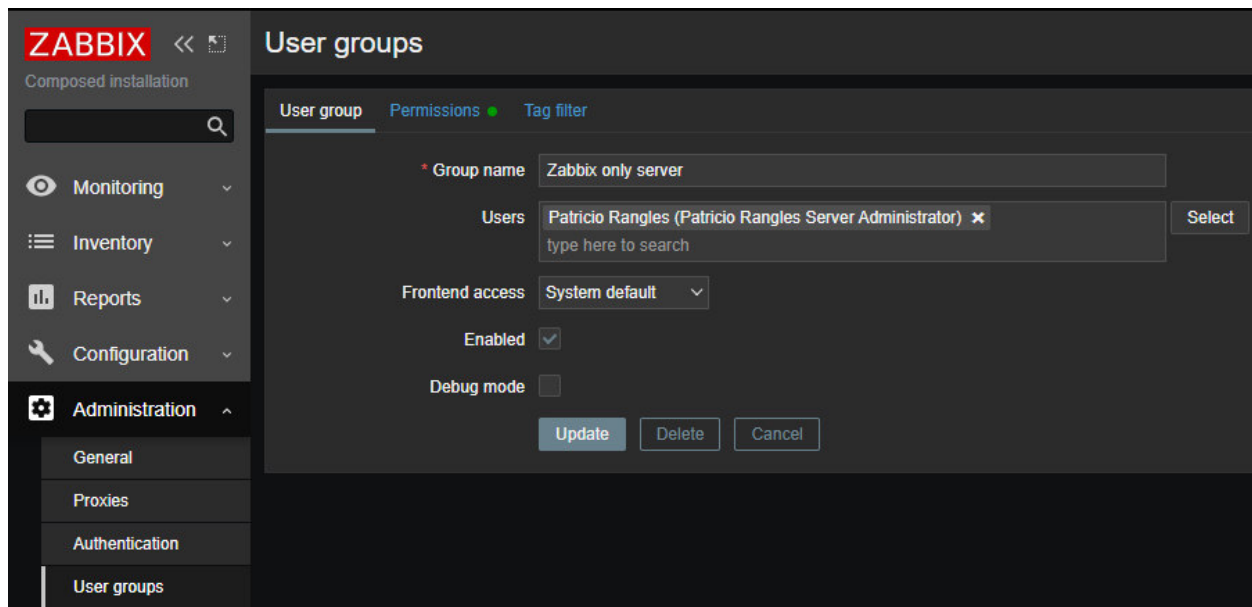 ZABBIX
Composed installation
Monitoring
Inventory
Reports
Configuration
Administration
General
Proxies
Authentication
User groups
User groups
User group Permissions Tag filter
* Group name Zabbix only server
Users Patricio Rangles (Patricio Rangles Server Administrator) Select
type here to search
Frontend access System default
Enabled
Debug mode
Update Delete Cancel